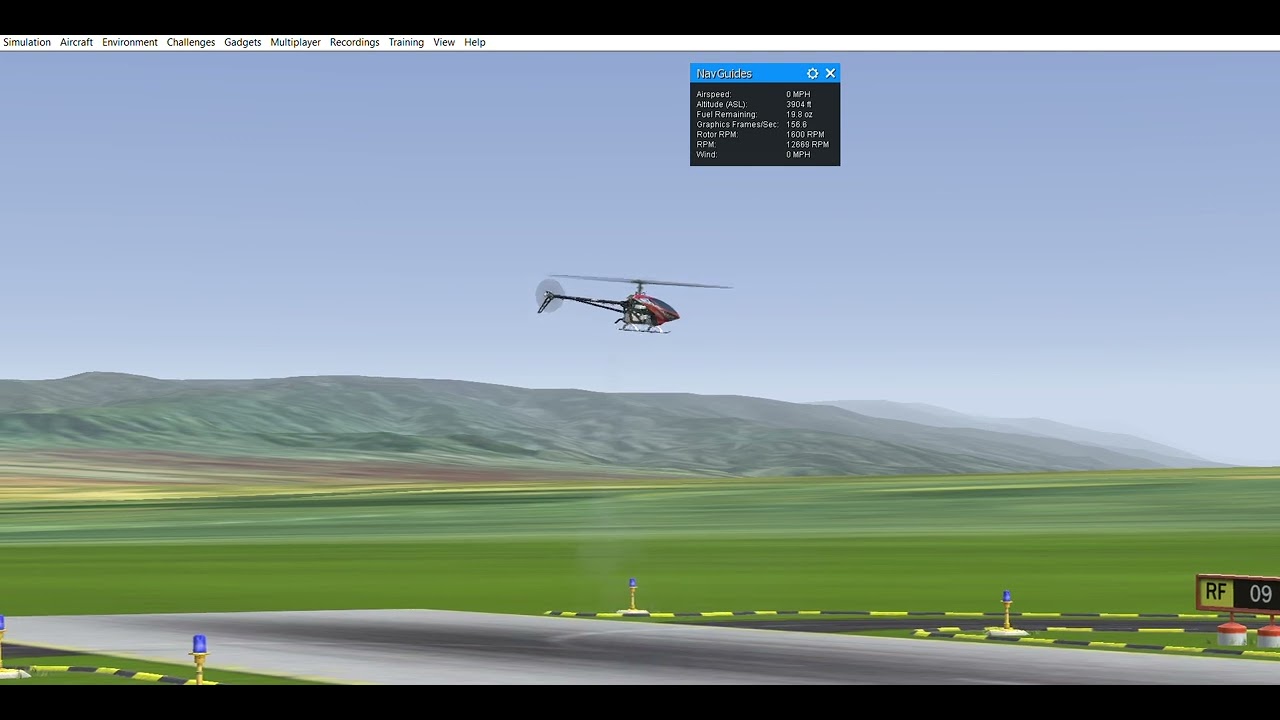 Simulation Aircraft Environment Challenges Gadgets Multiplayer Recordings Training View Help
NavGuides
Airspeed: 0 MPH
Altitude (ASL): 3904 ft
Fuel Remaining: 19.8 oz
Graphics Frames/Sec: 156.6
Rotor RPM: 1600 RPM
RPM: 12669 RPM
Wind: 0 MPH
RF 09